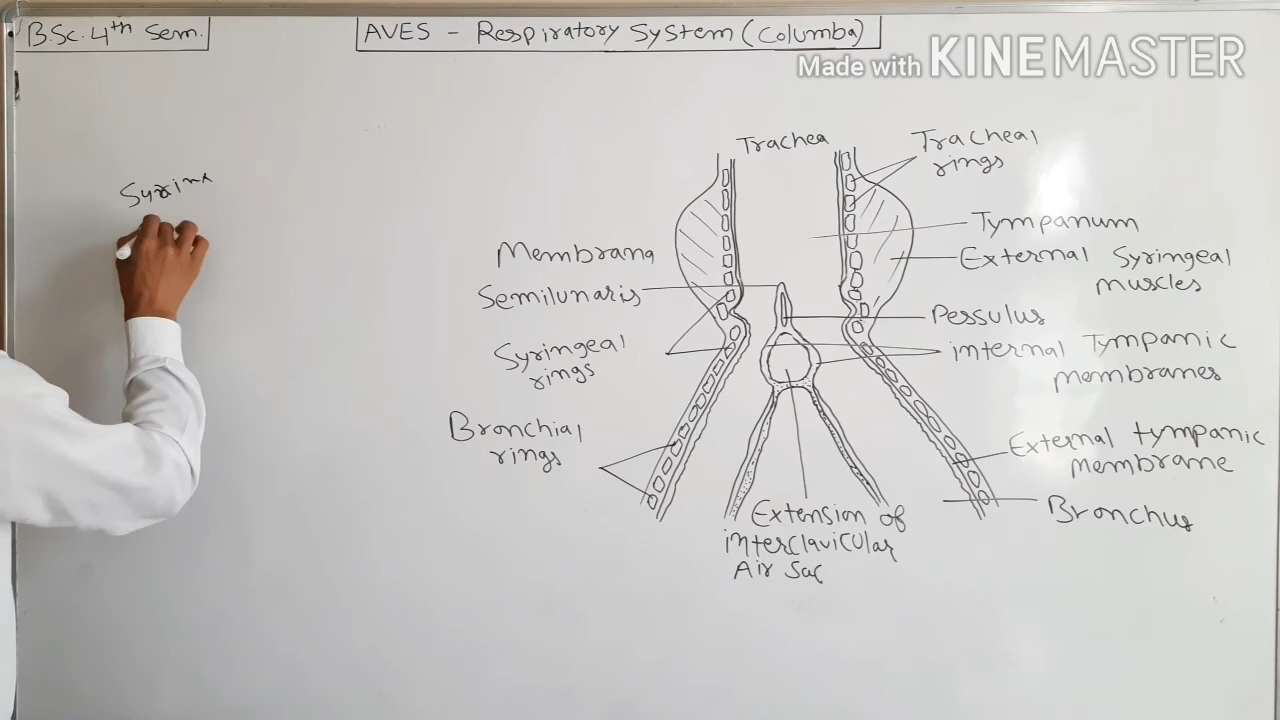 B.Sc. 4th Sem.
AVES - Respiratory System (Columba)
Made with KINEMASTER
Syrinx
Trachea
Tracheal
rings
Tympanum
External Syringeal
muscles
Membrana
Semilunaris
Pessulus
Syringeal
rings
internal Tympanic
Membranes
Bronchial
rings
External tympanic
Membrane
Bronchus
Extension of
interclavicular
Air Sac